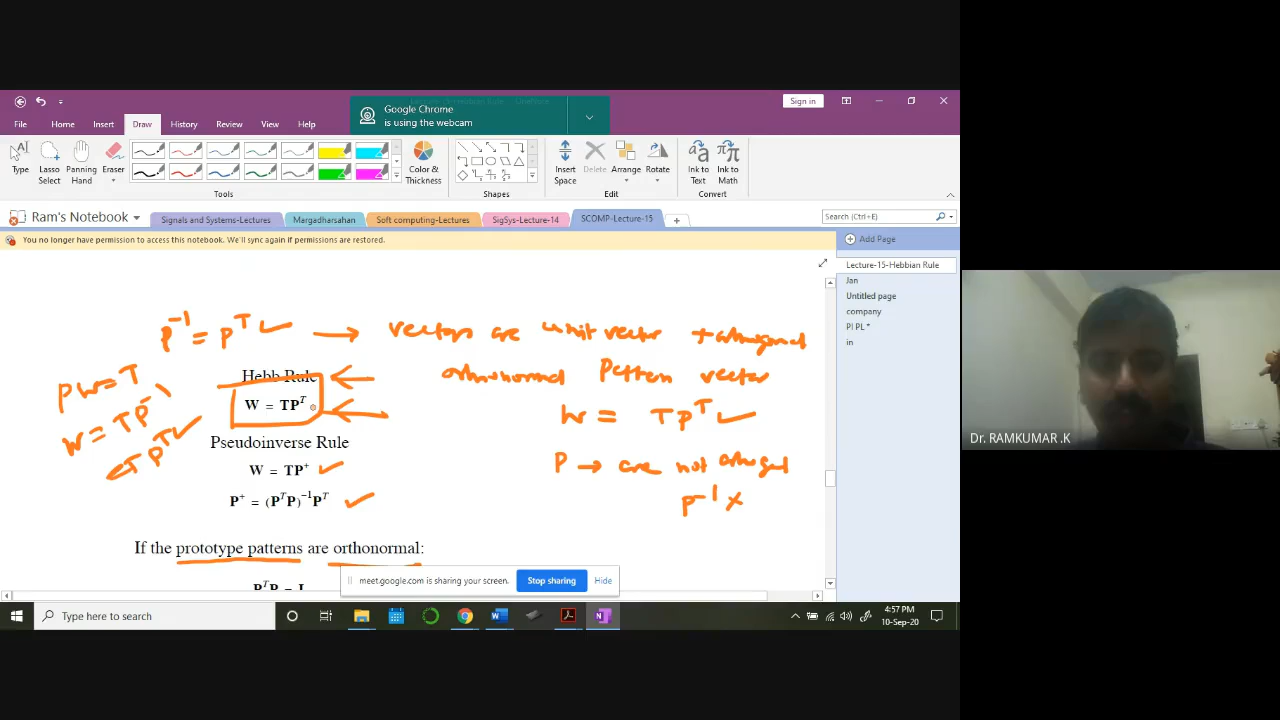 Google Chrome
is using the webcam
Sign in
File Home Insert Draw History Review View Help
Type Lasso Select Panning Hand Eraser Color & Thickness Insert Space Delete Arrange Rotate Ink to Text Ink to Math
Tools Shapes Edit Convert
Ram's Notebook Signals and Systems-Lectures Margadharsahan Soft computing-Lectures SigSys-Lecture-14 SCOMP-Lecture-15 Search (Ctrl+E)
You no longer have permission to access this notebook. We'll sync again if permissions are restored.
Add Page
Lecture-15-Hebbian Rule
Jan
Untitled page
company
PI PL *
in
P⁻¹ = Pᵀ ✓ → vectors are unit vector + orthogonal
Hebb Rule
orthonormal Pattern vector
PW = T
W = TPᵀ
W = TPᵀ ✓
W = TP⁻¹
TPᵀ ✓
Pseudoinverse Rule
P → are not orthogonal
W = TP⁺ ✓
P⁺ = (PᵀP)⁻¹Pᵀ ✓
P⁻¹ ×
If the prototype patterns are orthonormal:
PᵀP = I
meet.google.com is sharing your screen. Stop sharing Hide
Type here to search
4:57 PM
10-Sep-20
Dr. RAMKUMAR .K